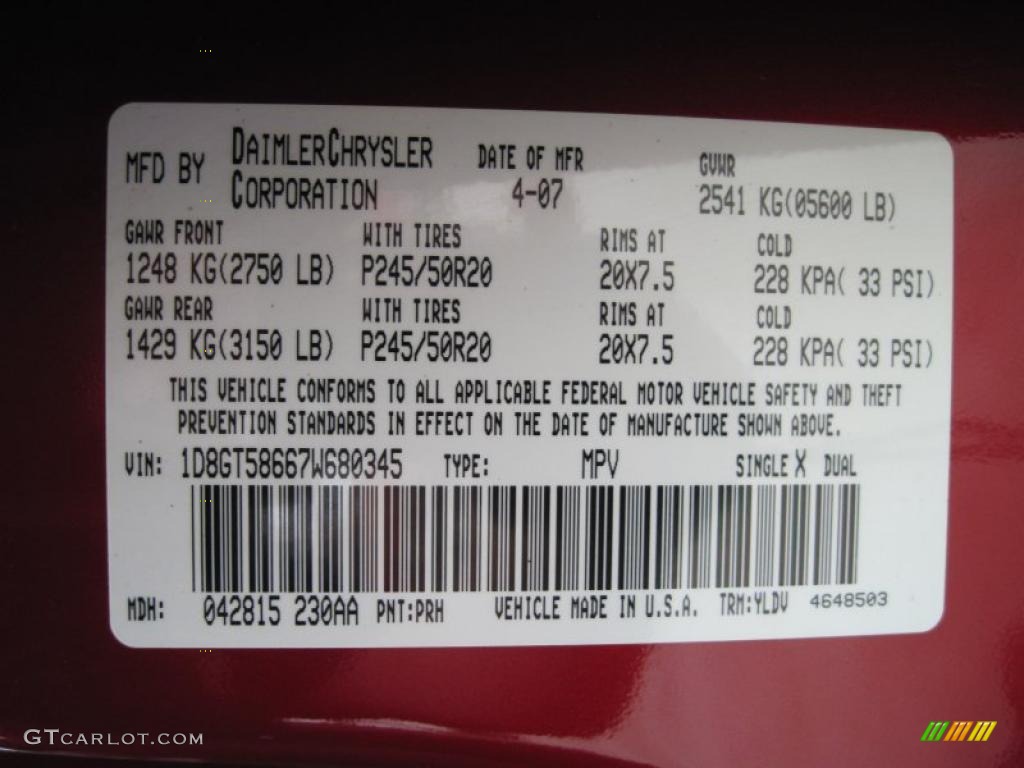 MFD BY DAIMLERCHRYSLER CORPORATION
DATE OF MFR
4-07
GVWR
2541 KG(05600 LB)
GAWR FRONT WITH TIRES RIMS AT COLD
1248 KG(2750 LB) P245/50R20 20X7.5 228 KPA( 33 PSI)
GAWR REAR WITH TIRES RIMS AT COLD
1429 KG(3150 LB) P245/50R20 20X7.5 228 KPA( 33 PSI)
THIS VEHICLE CONFORMS TO ALL APPLICABLE FEDERAL MOTOR VEHICLE SAFETY AND THEFT
PREVENTION STANDARDS IN EFFECT ON THE DATE OF MANUFACTURE SHOWN ABOVE.
VIN: 1D8GT58667W680345 TYPE: MPV SINGLE X DUAL
MDH: 042815 230AA PNT:PRH VEHICLE MADE IN U.S.A. TRM:YLDV 4648503
GTCARLOT.COM